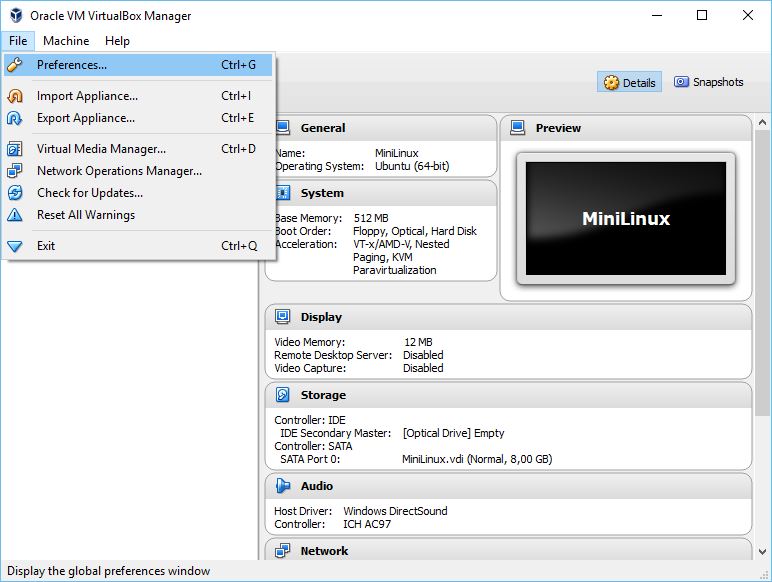 Oracle VM VirtualBox Manager
File Machine Help
Preferences... Ctrl+G
Import Appliance... Ctrl+I
Export Appliance... Ctrl+E
Virtual Media Manager... Ctrl+D
Network Operations Manager...
Check for Updates...
Reset All Warnings
Exit Ctrl+Q
Details Snapshots
General
Name: MiniLinux
Operating System: Ubuntu (64-bit)
System
Base Memory: 512 MB
Boot Order: Floppy, Optical, Hard Disk
Acceleration: VT-x/AMD-V, Nested
Paging, KVM
Paravirtualization
Preview
MiniLinux
Display
Video Memory: 12 MB
Remote Desktop Server: Disabled
Video Capture: Disabled
Storage
Controller: IDE
IDE Secondary Master: [Optical Drive] Empty
Controller: SATA
SATA Port 0: MiniLinux.vdi (Normal, 8,00 GB)
Audio
Host Driver: Windows DirectSound
Controller: ICH AC97
Network
Display the global preferences window